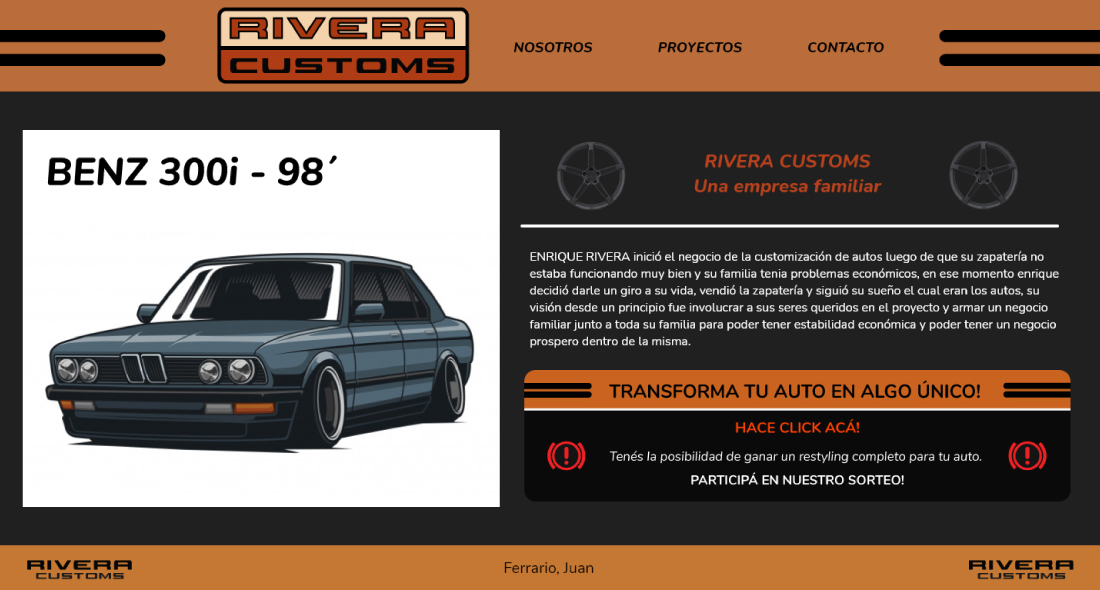 RIVERA
CUSTOMS
NOSOTROS
PROYECTOS
CONTACTO
BENZ 300i - 98´
RIVERA CUSTOMS
Una empresa familiar
ENRIQUE RIVERA inició el negocio de la customización de autos luego de que su zapatería no
estaba funcionando muy bien y su familia tenia problemas económicos, en ese momento enrique
decidió darle un giro a su vida, vendió la zapatería y siguió su sueño el cual eran los autos, su
visión desde un principio fue involucrar a sus seres queridos en el proyecto y armar un negocio
familiar junto a toda su familia para poder tener estabilidad económica y poder tener un negocio
prospero dentro de la misma.
TRANSFORMA TU AUTO EN ALGO ÚNICO!
HACE CLICK ACÁ!
Tenés la posibilidad de ganar un restyling completo para tu auto.
PARTICIPÁ EN NUESTRO SORTEO!
RIVERA
CUSTOMS
Ferrario, Juan
RIVERA
CUSTOMS